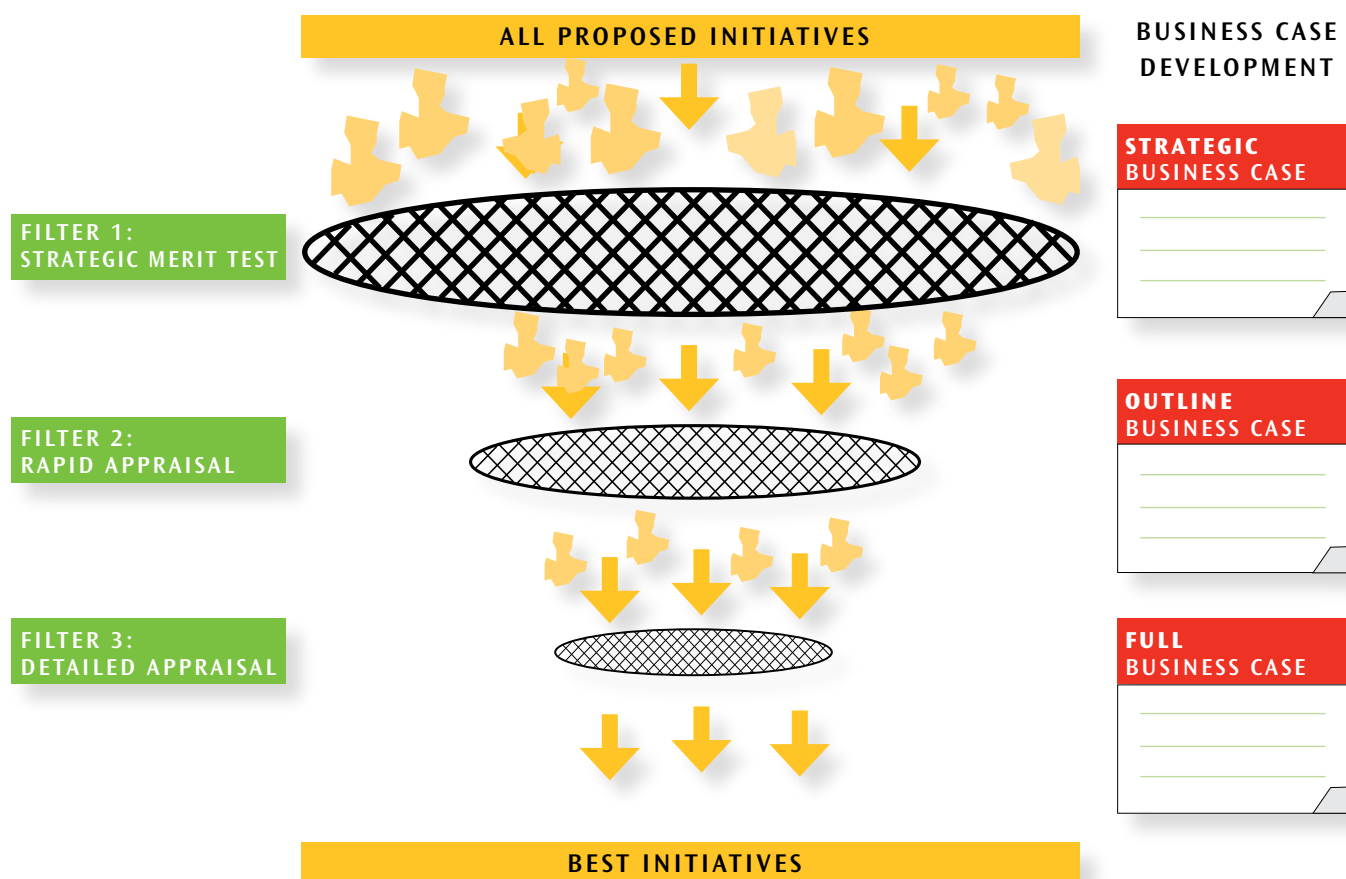 ALL PROPOSED INITIATIVES
BUSINESS CASE
DEVELOPMENT
STRATEGIC
BUSINESS CASE
FILTER 1:
STRATEGIC MERIT TEST
OUTLINE
BUSINESS CASE
FILTER 2:
RAPID APPRAISAL
FULL
BUSINESS CASE
FILTER 3:
DETAILED APPRAISAL
BEST INITIATIVES